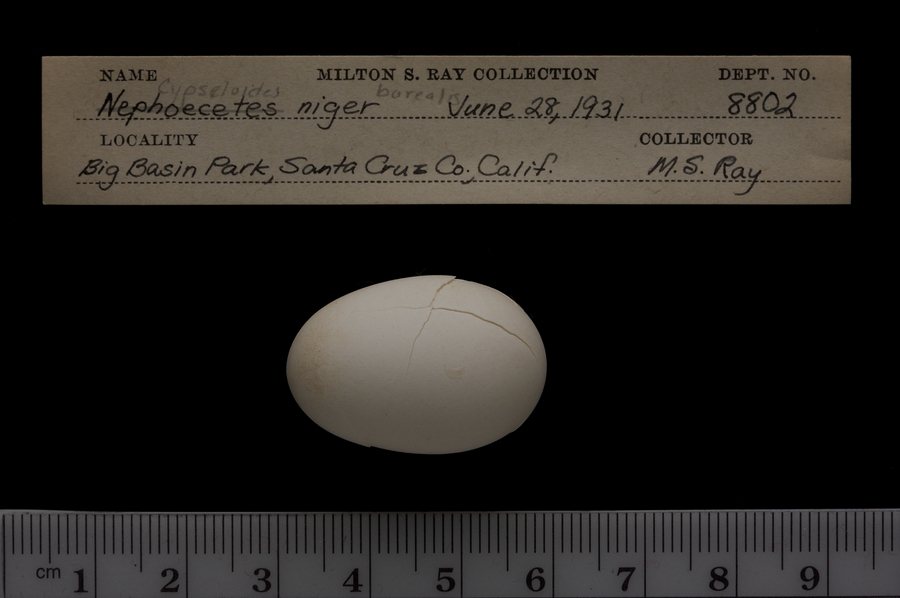 NAME MILTON S. RAY COLLECTION DEPT. NO.
Cypseloides borealis
Nephoecetes niger June 28, 1931 8802
LOCALITY COLLECTOR
Big Basin Park, Santa Cruz Co., Calif. M.S. Ray
cm 1 2 3 4 5 6 7 8 9